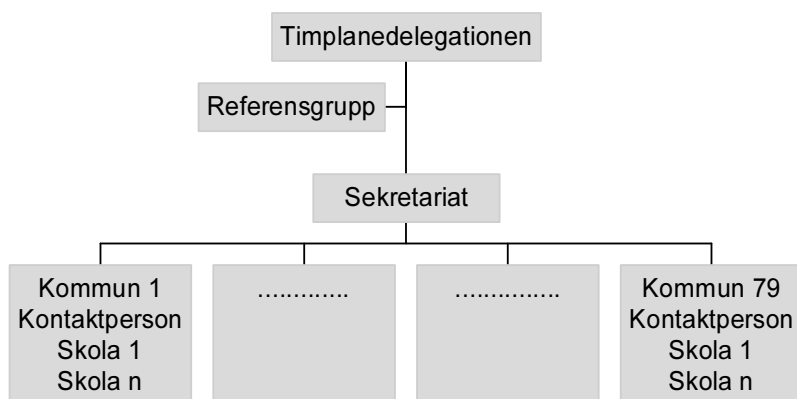 Timplanedelegationen
Referensgrupp
Sekretariat
Kommun 1
Kontaktperson
Skola 1
Skola n
………….
…………..
Kommun 79
Kontaktperson
Skola 1
Skola n